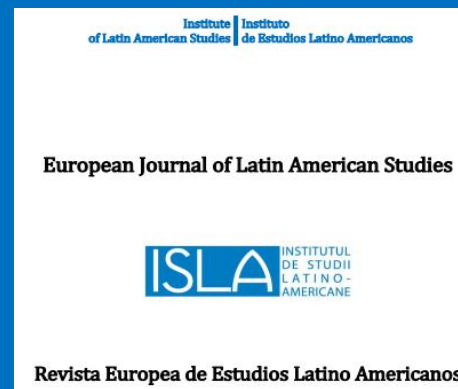 Institute Instituto
of Latin American Studies de Estudios Latino Americanos
European Journal of Latin American Studies
ISLA
INSTITUTUL
DE STUDII
LATINO-
AMERICANE
Revista Europea de Estudios Latino Americanos